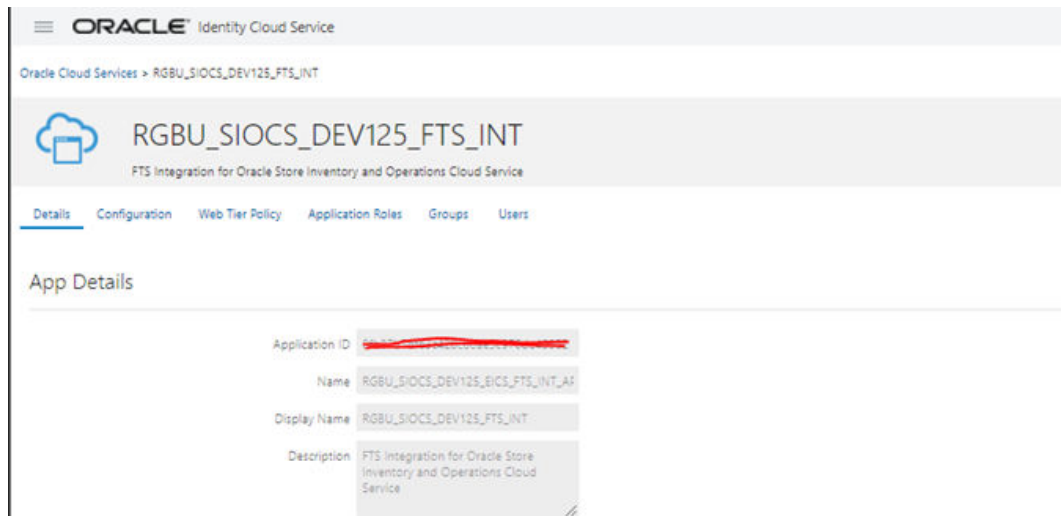 ORACLE Identity Cloud Service
Oracle Cloud Services > RGBU_SIOCS_DEV125_FTS_INT
RGBU_SIOCS_DEV125_FTS_INT
FTS Integration for Oracle Store Inventory and Operations Cloud Service
Details Configuration Web Tier Policy Application Roles Groups Users
App Details
Application ID
Name RGBU_SIOCS_DEV125_EICS_FTS_INT_AF
Display Name RGBU_SIOCS_DEV125_FTS_INT
Description FTS Integration for Oracle Store
Inventory and Operations Cloud
Service